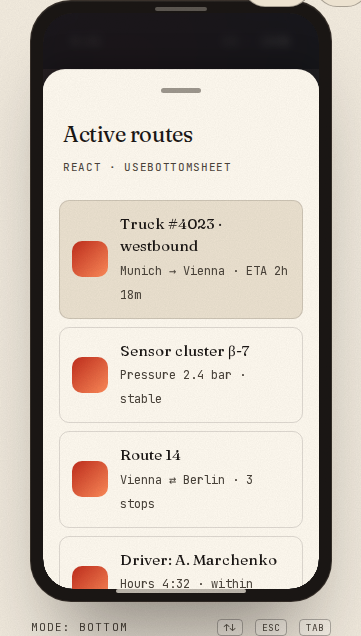 Active routes
REACT · USEBOTTOMSHEET
Truck #4023 ·
westbound
Munich → Vienna · ETA 2h
18m
Sensor cluster β-7
Pressure 2.4 bar ·
stable
Route 14
Vienna ⇄ Berlin · 3
stops
Driver: A. Marchenko
Hours 4:32 · within
MODE: BOTTOM ↑↓ ESC TAB